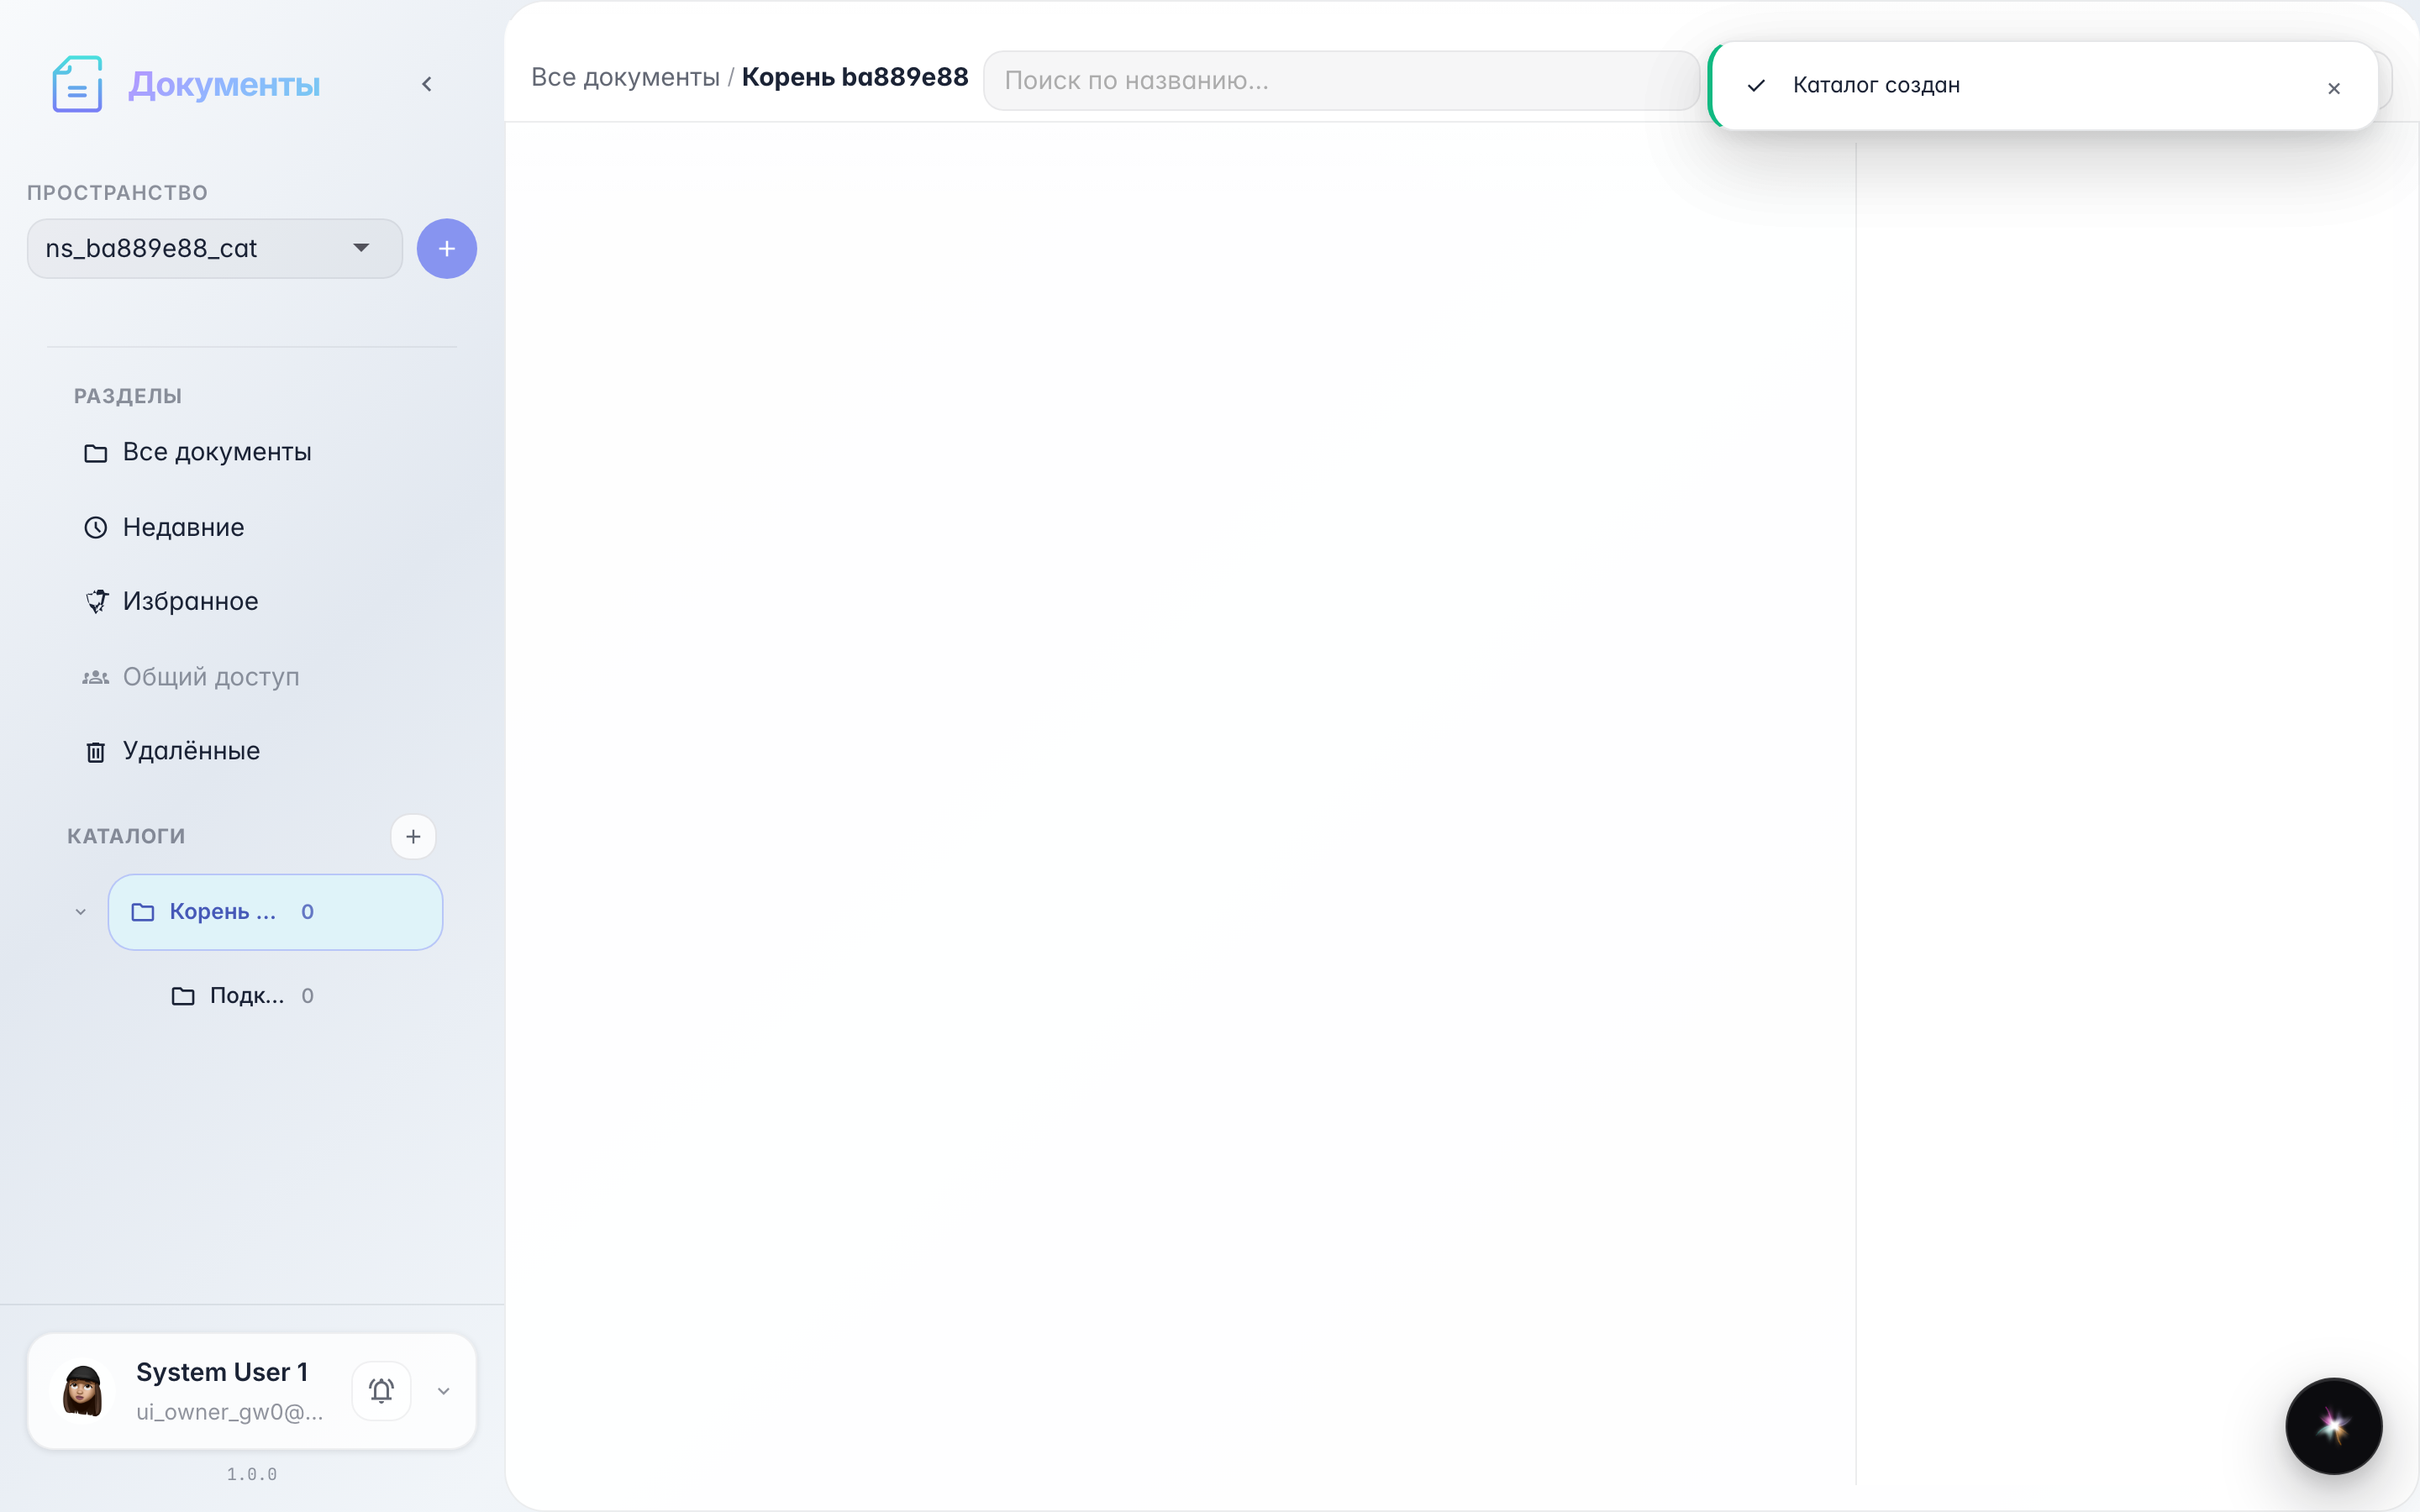 Документы
ПРОСТРАНСТВО
ns_ba889e88_cat
РАЗДЕЛЫ
Все документы
Недавние
Избранное
Общий доступ
Удалённые
КАТАЛОГИ
Корень ... 0
Подк... 0
System User 1
ui_owner_gw0@...
1.0.0
Все документы / Корень ba889e88
Поиск по названию...
Каталог создан